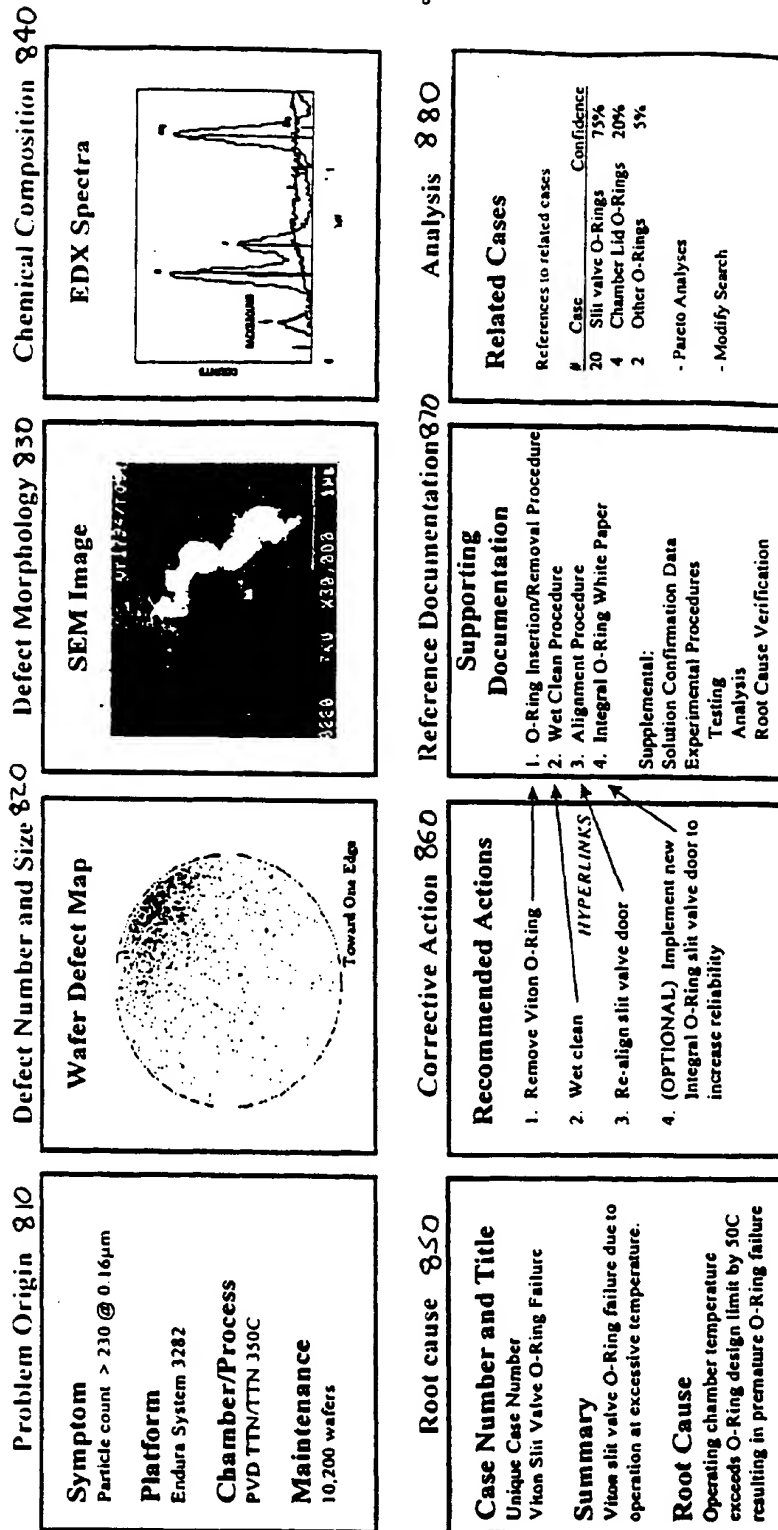 Problem Origin 810
Symptom
Particle count > 230 @ 0.16µm
Platform
Endura System 3282
Chamber/Process
PVD TTN/TTN 350C
Maintenance
10,200 wafers
Defect Number and Size 820
Wafer Defect Map
Toward One Edge
Defect Morphology 830
SEM Image
X30/000
Chemical Composition 840
EDX Spectra
COUNTS
BACKGROUND
0
1
Root cause 850
Case Number and Title
Unique Case Number
Viton Slit Valve O-Ring Failure
Summary
Viton slit valve O-Ring failure due to
operation at excessive temperature.
Root Cause
Operating chamber temperature
exceeds O-Ring design limit by 50C
resulting in premature O-Ring failure
Corrective Action 860
Recommended Actions
1. Remove Viton O-Ring
2. Wet clean
HYPERLINKS
3. Re-align slit valve door
4. (OPTIONAL) Implement new
Integral O-Ring slit valve door to
increase reliability
Reference Documentation 870
Supporting
Documentation
1. O-Ring Insertion/Removal Procedure
2. Wet Clean Procedure
3. Alignment Procedure
4. Integral O-Ring White Paper
Supplemental:
Solution Confirmation Data
Experimental Procedures
Testing
Analysis
Root Cause Verification
Analysis 880
Related Cases
References to related cases
# Case Confidence
20 Slit valve O-Rings 75%
4 Chamber Lid O-Rings 20%
2 Other O-Rings 5%
- Pareto Analyses
- Modify Search